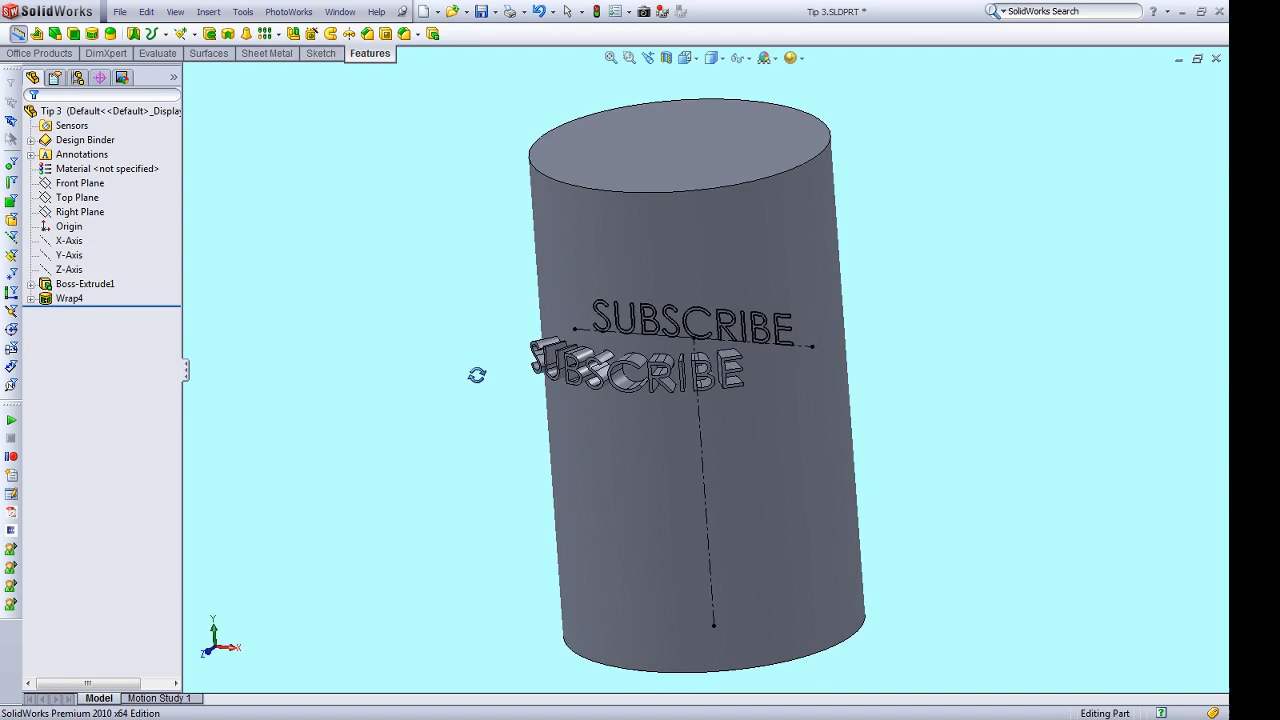 SolidWorks File Edit View Insert Tools PhotoWorks Window Help Tip 3.SLDPRT * SolidWorks Search
Office Products DimXpert Evaluate Surfaces Sheet Metal Sketch Features
Tip 3 (Default<<Default>_Display
Sensors
Design Binder
Annotations
Material <not specified>
Front Plane
Top Plane
Right Plane
Origin
X-Axis
Y-Axis
Z-Axis
Boss-Extrude1
Wrap4
SUBSCRIBE
SUBSCRIBE
Y
Z X
Model Motion Study 1
SolidWorks Premium 2010 x64 Edition Editing Part